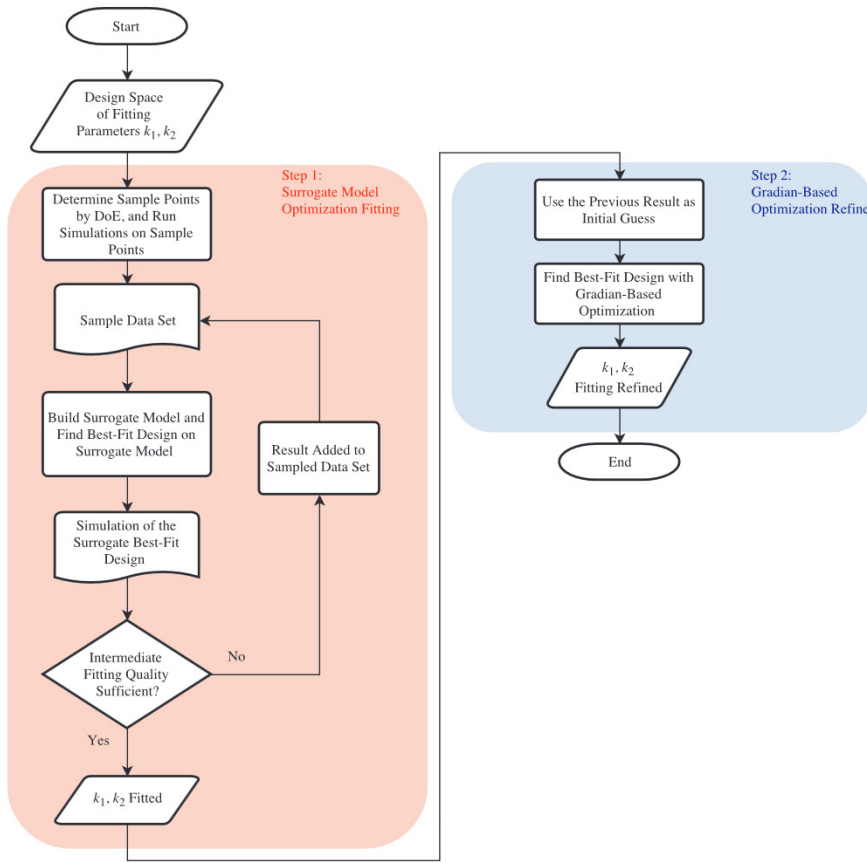 Start
Design Space
of Fitting
Parameters k₁, k₂
Step 1:
Surrogate Model
Optimization Fitting
Determine Sample Points
by DoE, and Run
Simulations on Sample
Points
Sample Data Set
Build Surrogate Model and
Find Best-Fit Design on
Surrogate Model
Result Added to
Sampled Data Set
Simulation of the
Surrogate Best-Fit
Design
Intermediate
Fitting Quality
Sufficient?
No
Yes
k₁, k₂ Fitted
Step 2:
Gradian-Based
Optimization Refine
Use the Previous Result as
Initial Guess
Find Best-Fit Design with
Gradian-Based
Optimization
k₁, k₂
Fitting Refined
End